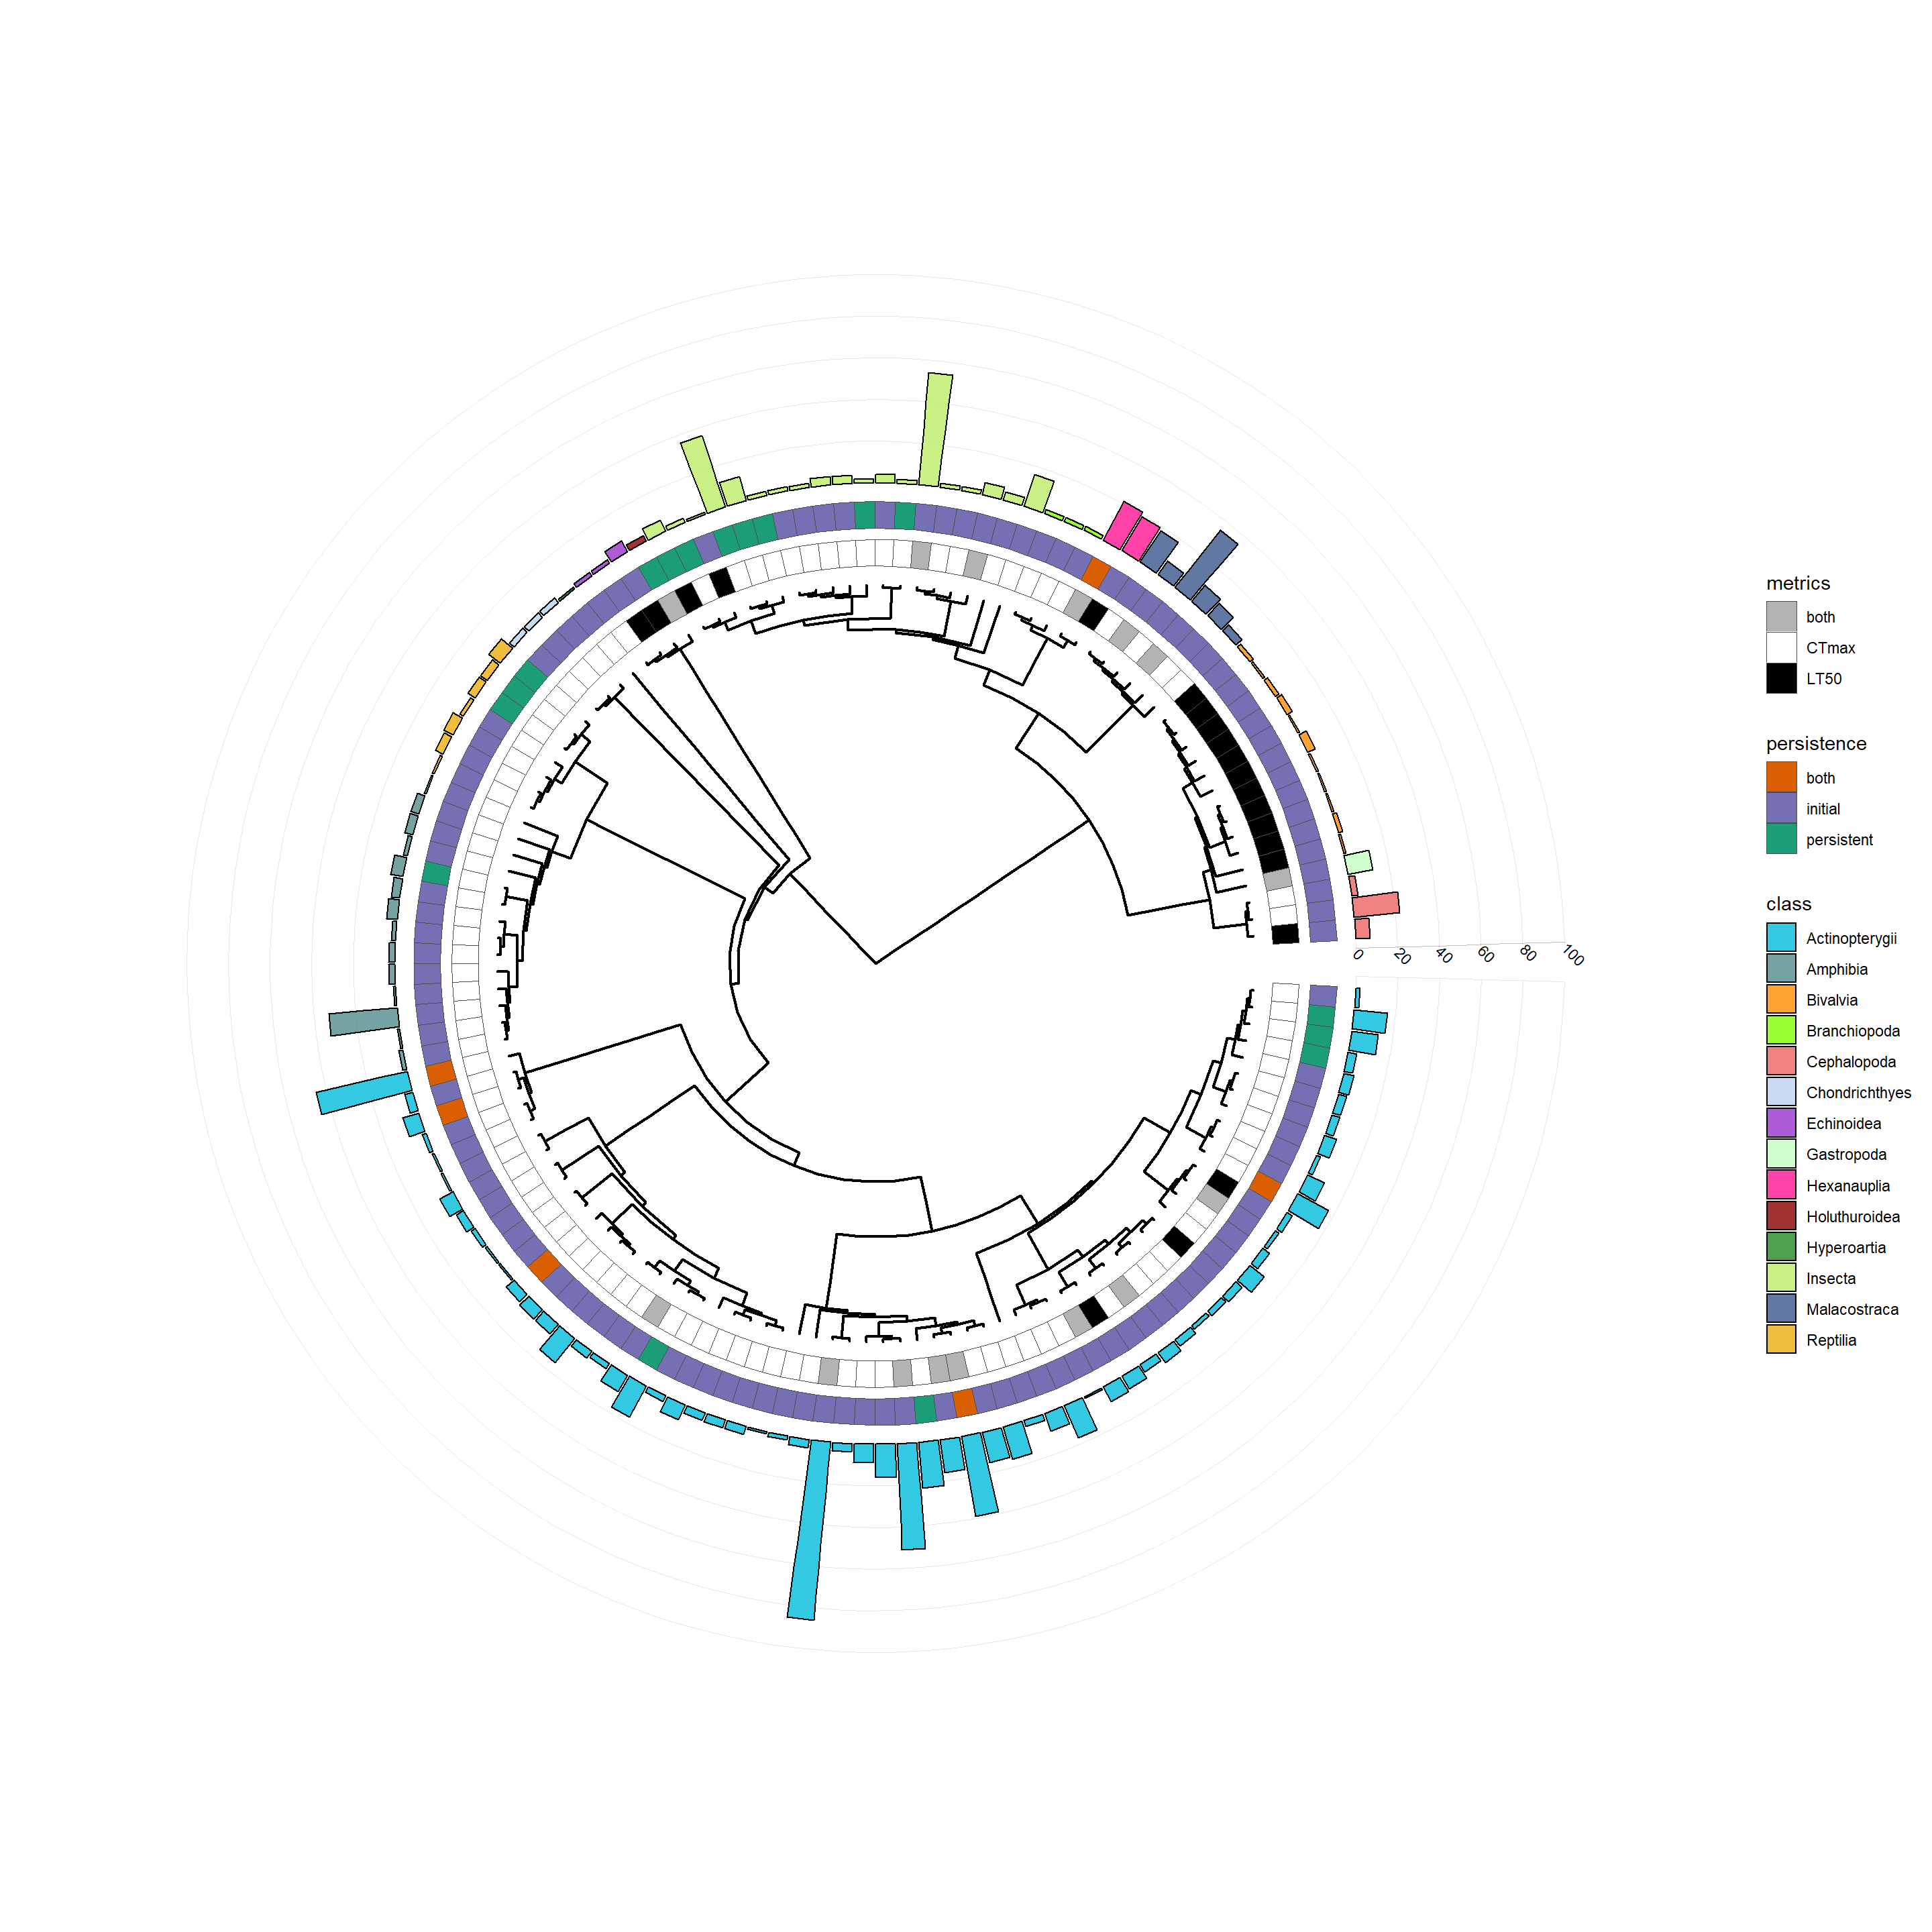 metrics
both
CTmax
LT50
persistence
both
initial
persistent
class
Actinopterygii
Amphibia
Bivalvia
Branchiopoda
Cephalopoda
Chondrichthyes
Echinoidea
Gastropoda
Hexanauplia
Holuthuroidea
Hyperoartia
Insecta
Malacostraca
Reptilia
0 20 40 60 80 100